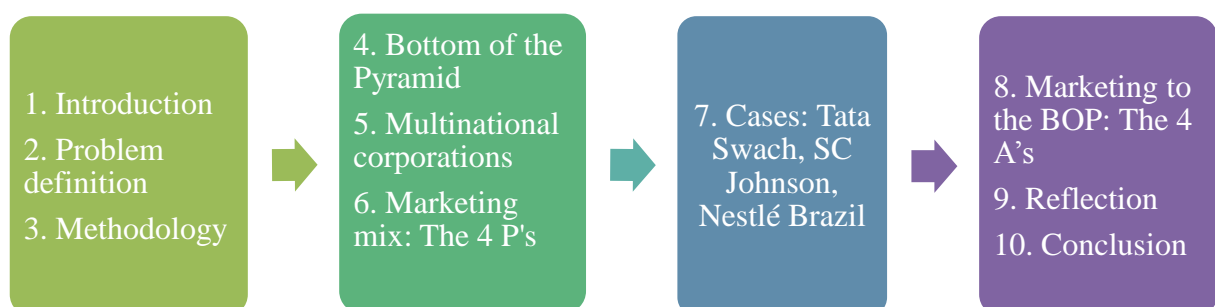 1. Introduction
2. Problem
definition
3. Methodology
4. Bottom of the
Pyramid
5. Multinational
corporations
6. Marketing
mix: The 4 P's
7. Cases: Tata
Swach, SC
Johnson,
Nestlé Brazil
8. Marketing to
the BOP: The 4
A’s
9. Reflection
10. Conclusion